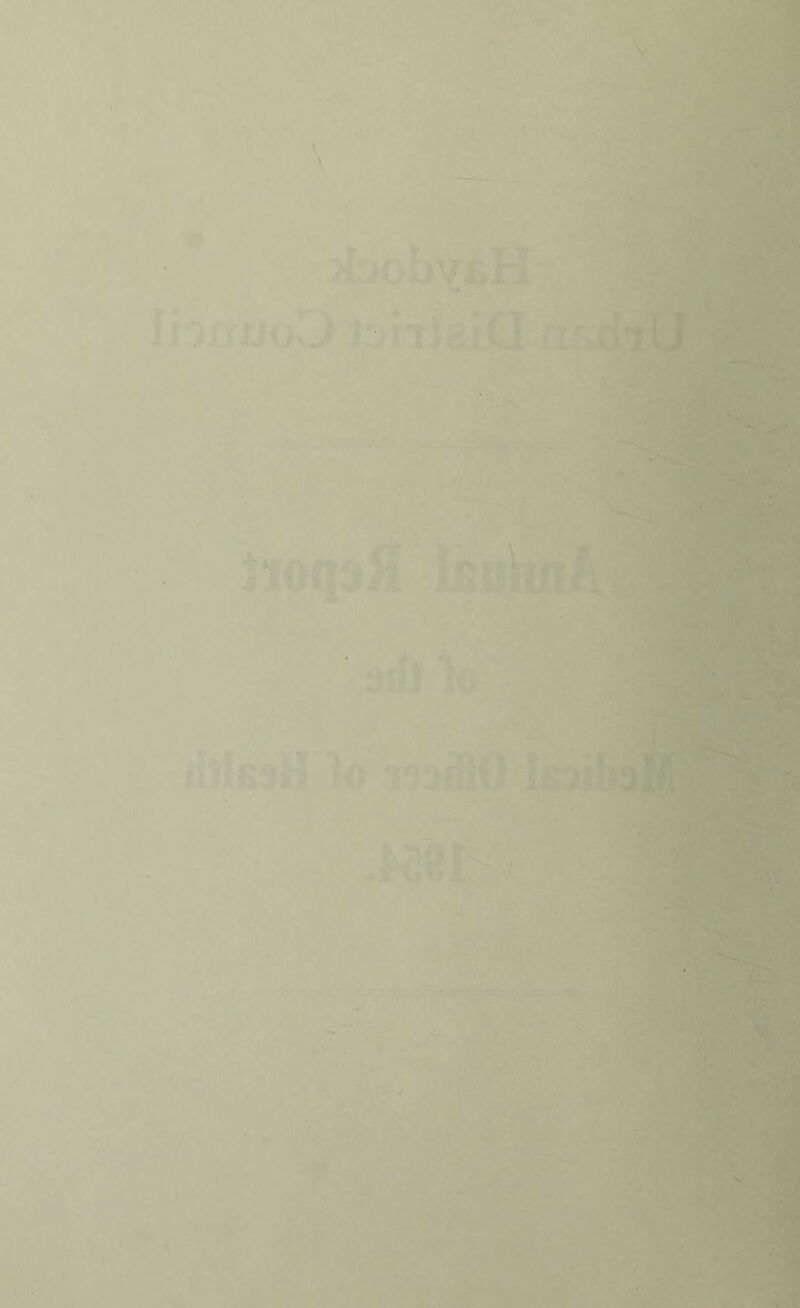 Haydock
Urban District Council
Annual Report
of the
Medical Officer of Health
1954.